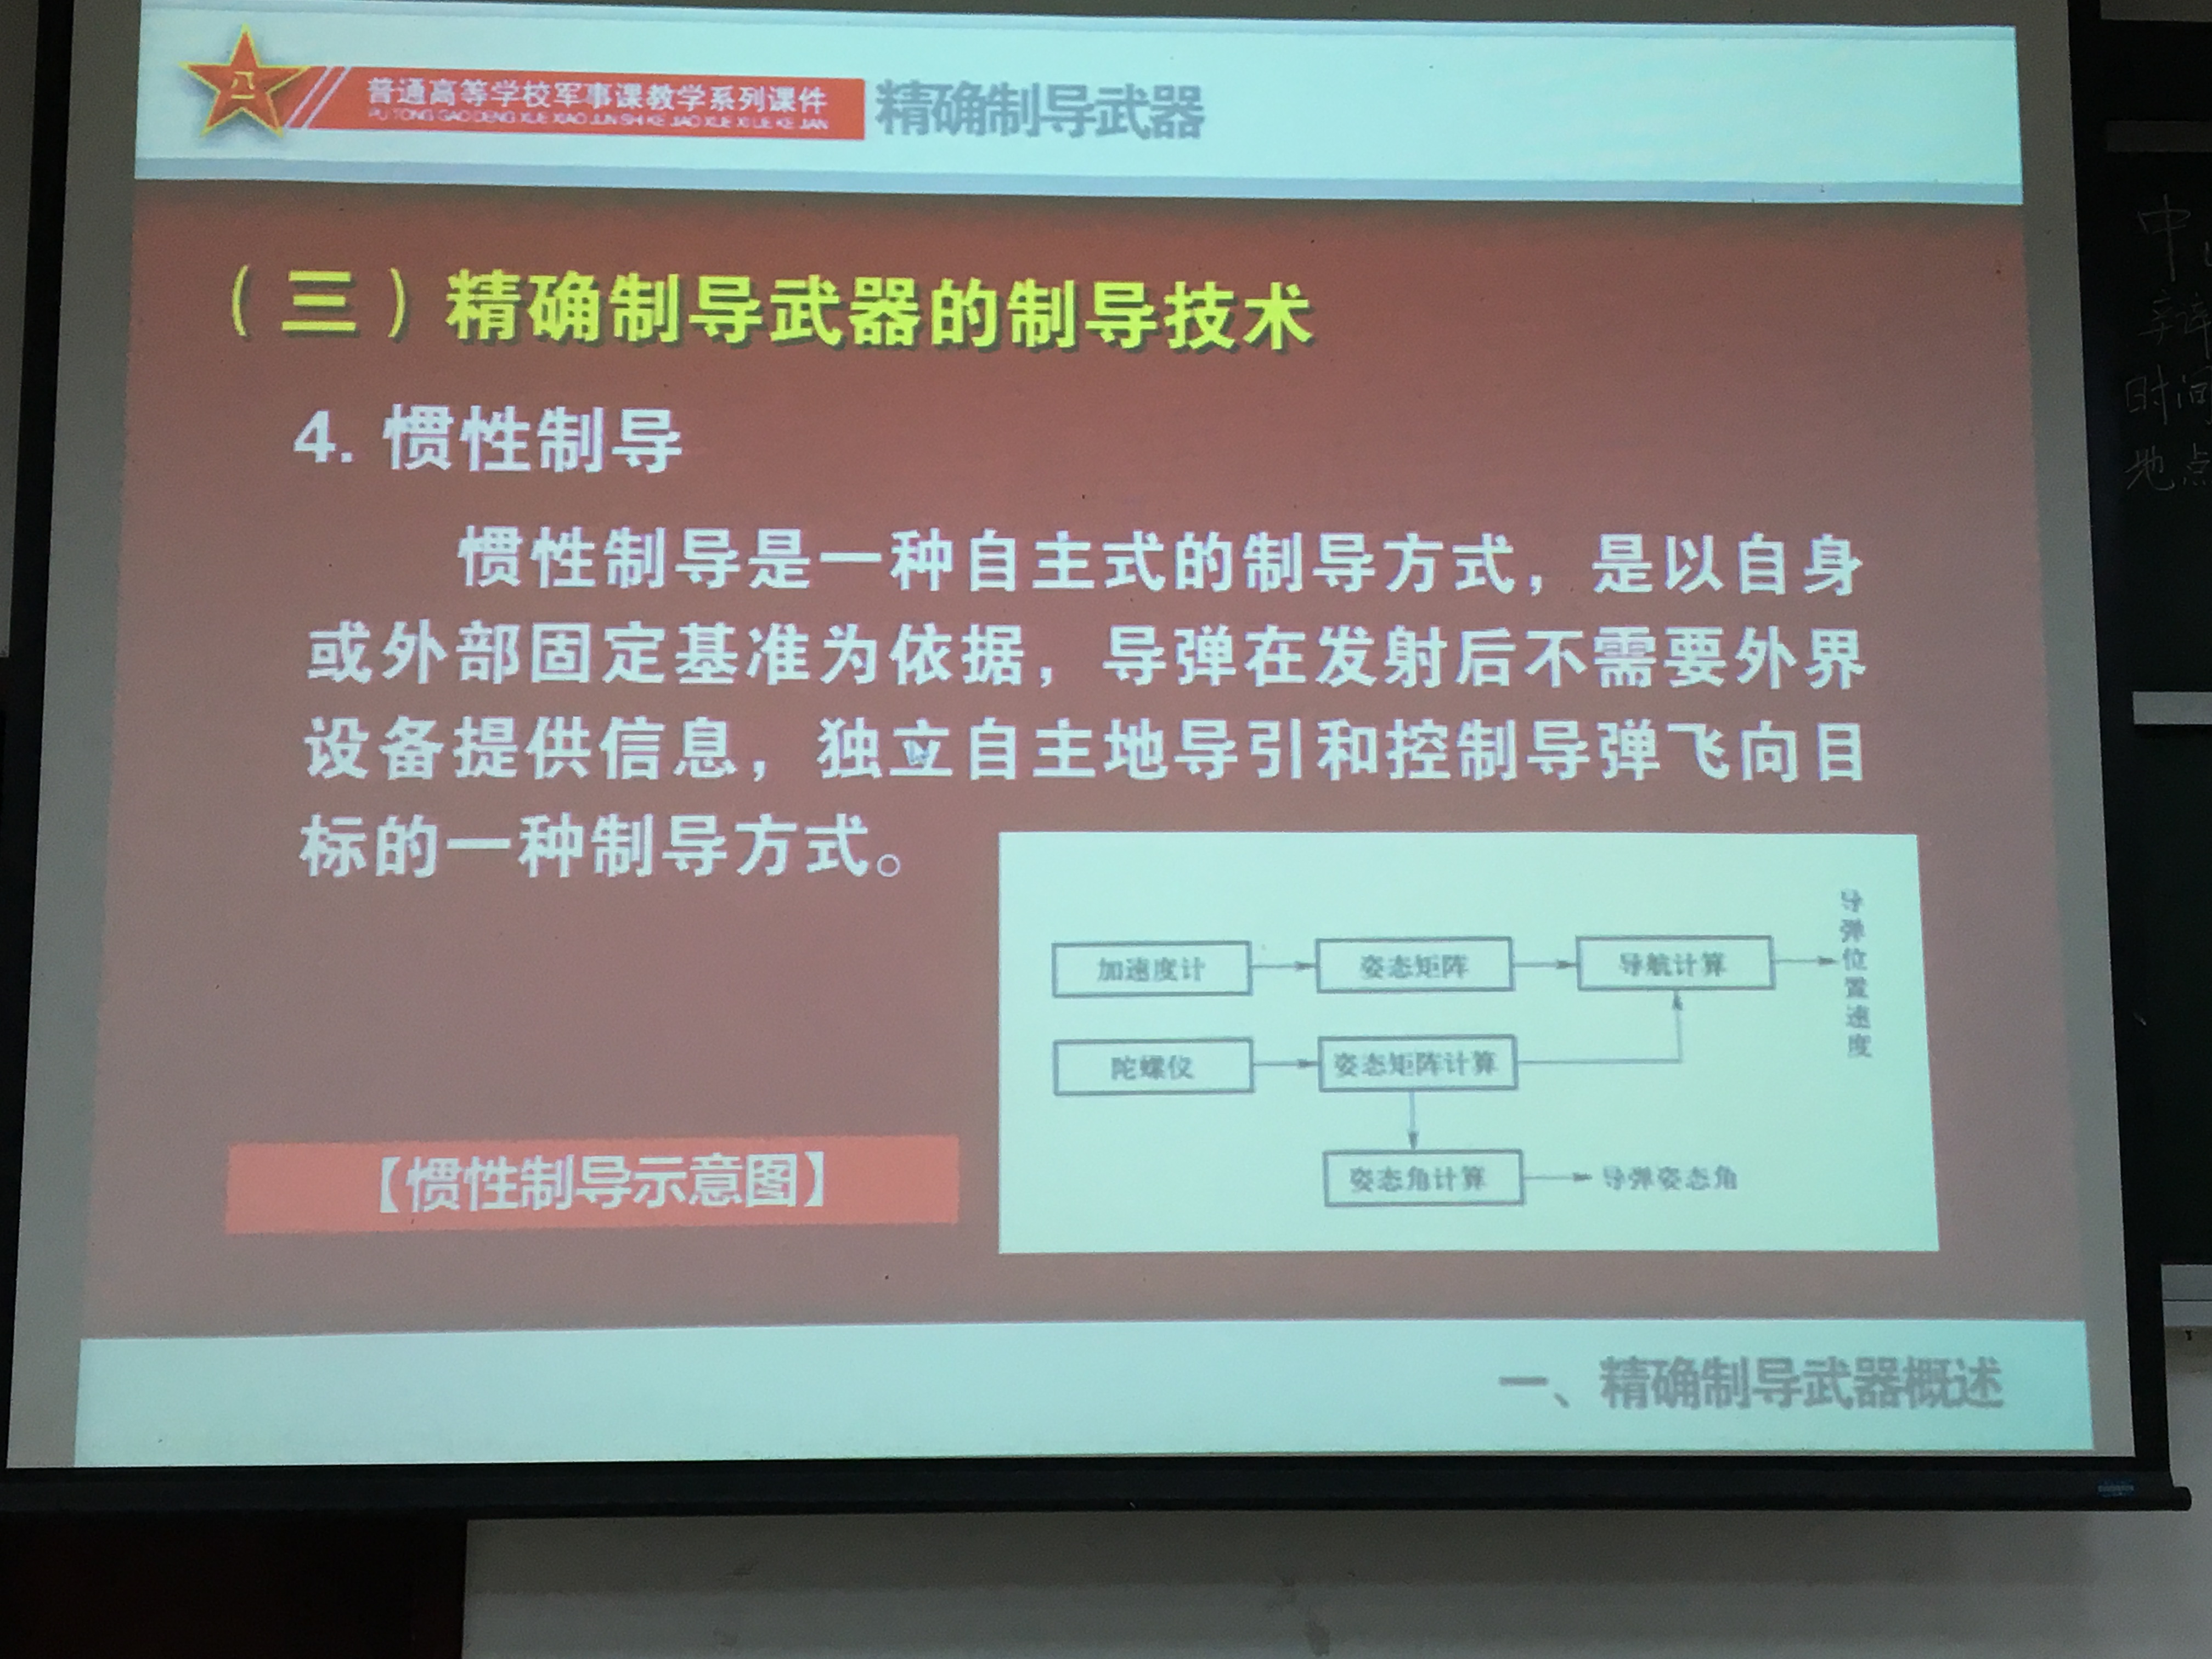 八一
普通高等学校军事课教学系列课件
PU TONG GAO DENG XUE XIAO JUN SHI KE JIAO XUE XI LIE KE JIAN
精确制导武器
（三）精确制导武器的制导技术
4. 惯性制导
惯性制导是一种自主式的制导方式，是以自身
或外部固定基准为依据，导弹在发射后不需要外界
设备提供信息，独立自主地导引和控制导弹飞向目
标的一种制导方式。
加速度计
姿态矩阵
导航计算
导弹位置速度
陀螺仪
姿态矩阵计算
姿态角计算
导弹姿态角
【惯性制导示意图】
一、精确制导武器概述
中
辩
时间
地点